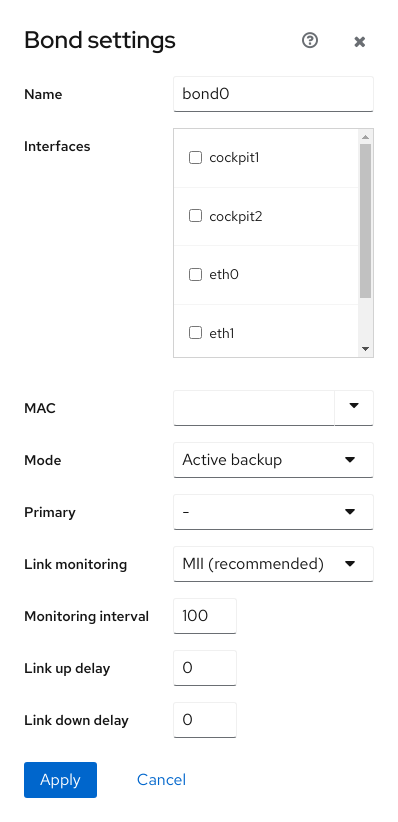 Bond settings
Name bond0
Interfaces
cockpit1
cockpit2
eth0
eth1
MAC
Mode Active backup
Primary -
Link monitoring MII (recommended)
Monitoring interval 100
Link up delay 0
Link down delay 0
Apply Cancel